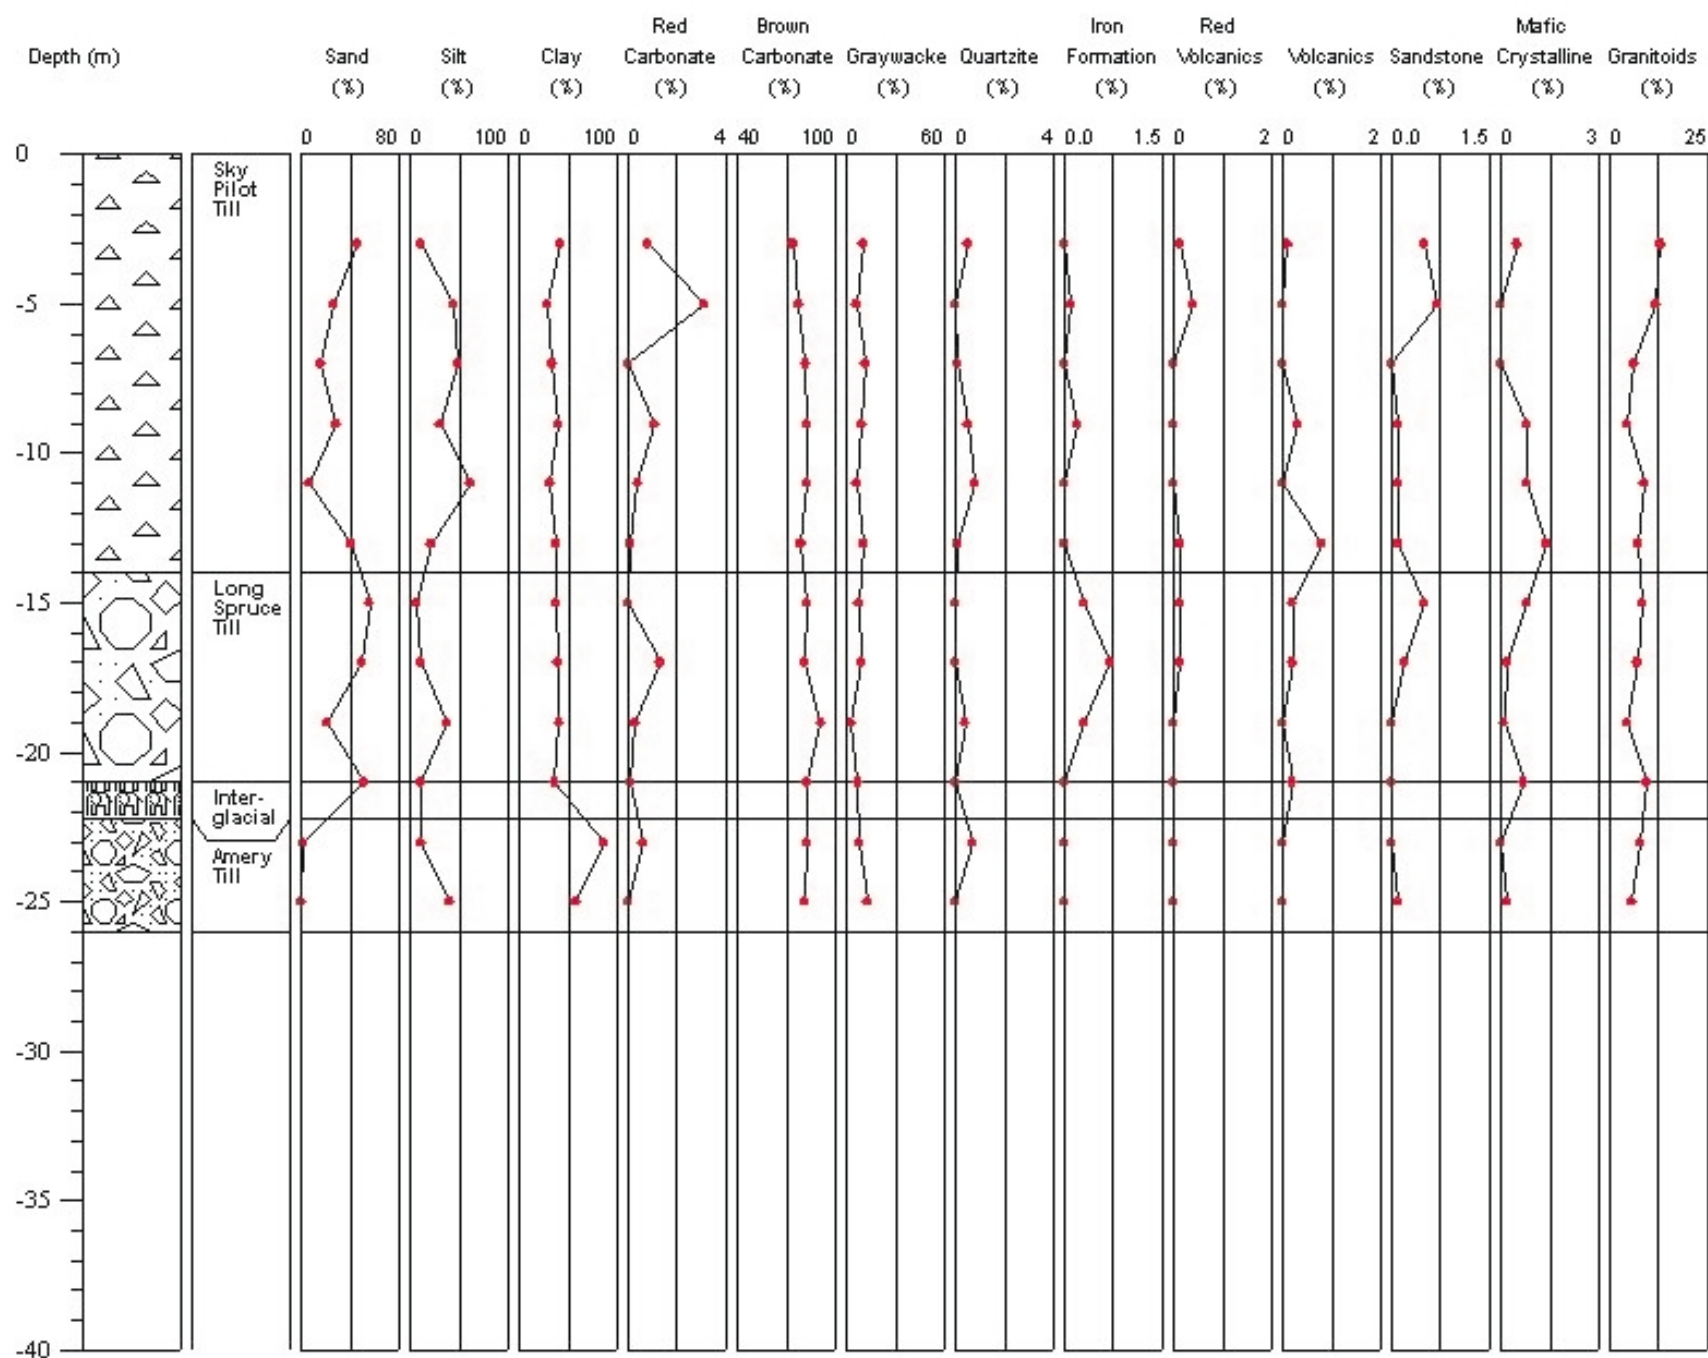 Red Brown Iron Red Mafic
Depth (m) Sand Silt Clay Carbonate Carbonate Graywacke Quartzite Formation Volcanics Volcanics Sandstone Crystalline Granitoids
(%) (%) (%) (%) (%) (%) (%) (%) (%) (%) (%) (%) (%)
0 80 0 100 0 100 0 4 40 100 0 60 0 4 0.0 1.5 0 2 0 2 0.0 1.5 0 3 0 25
0
Sky
Pilot
Till
-5
-10
Long
-15
Spruce
Till
-20
Inter-
glacial
Amery
Till
-25
-30
-35
-40